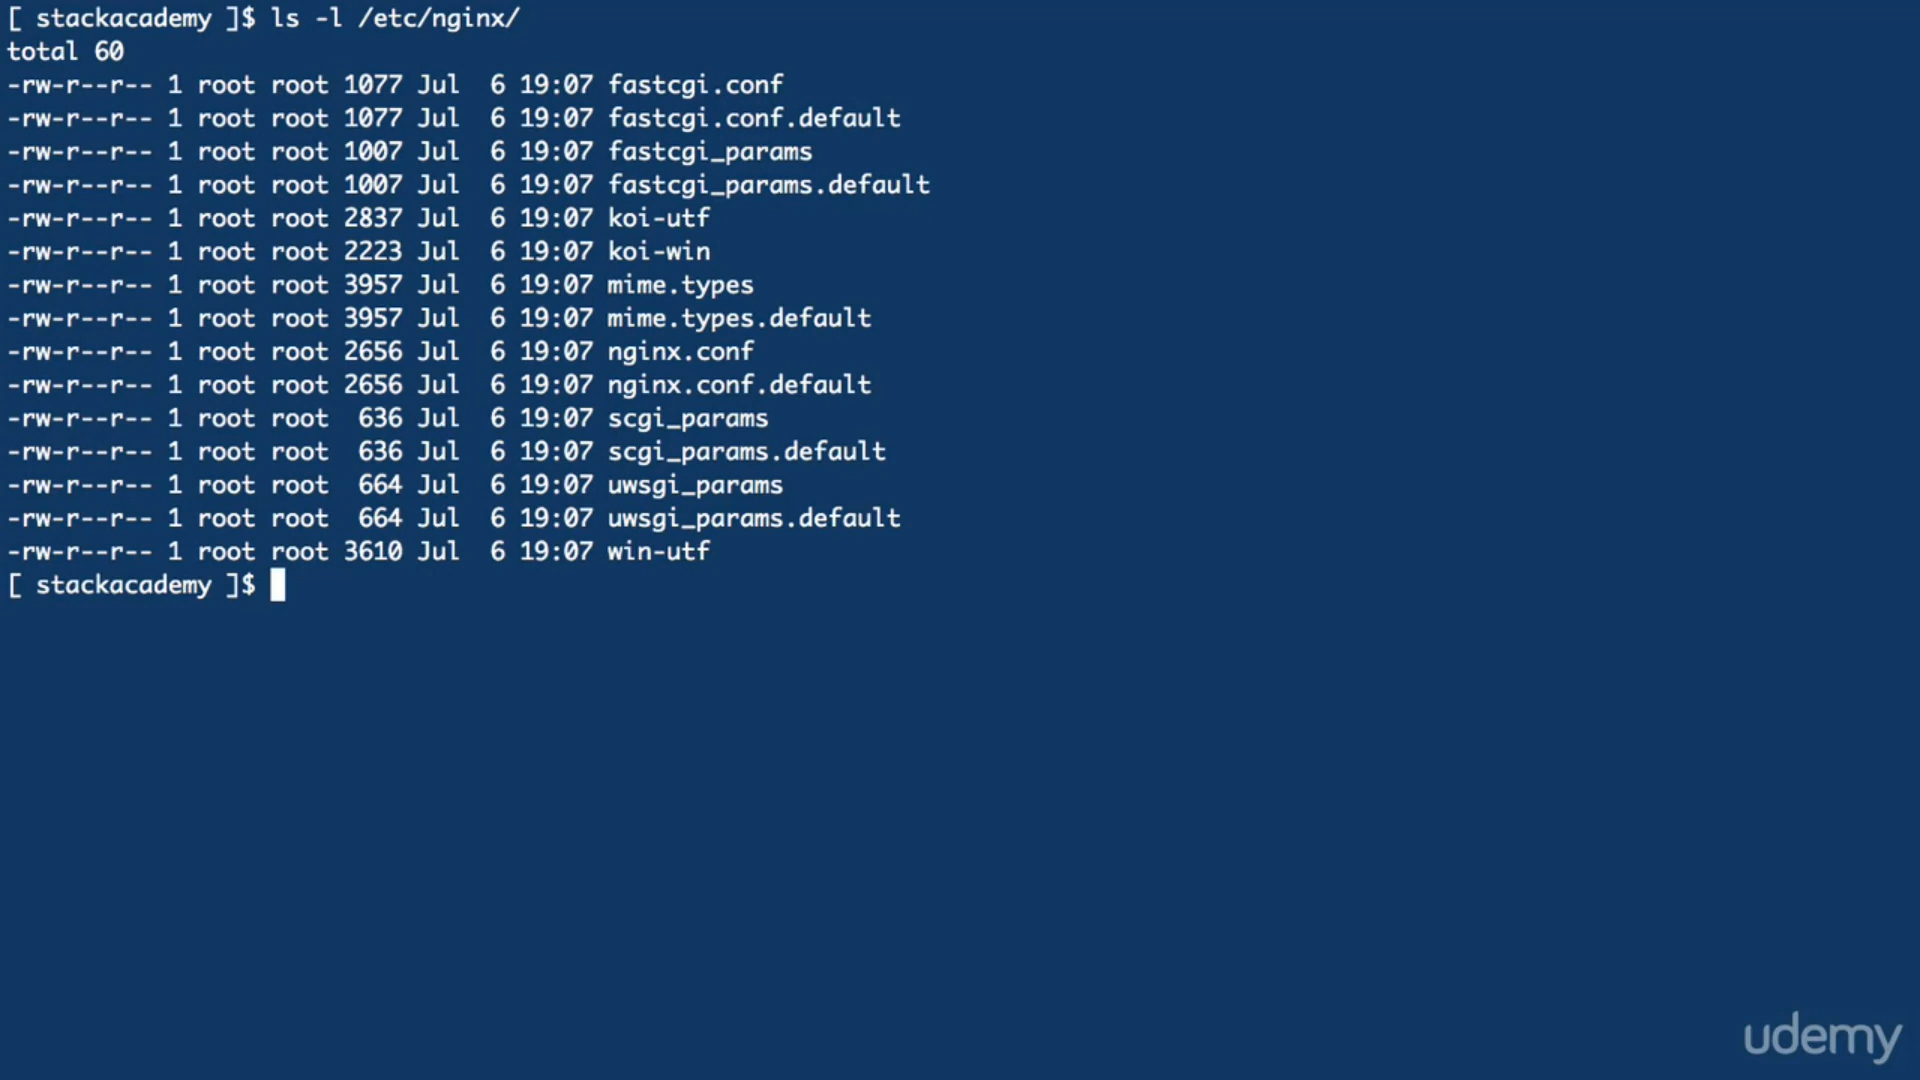 [ stackacademy ]$ ls -l /etc/nginx/
total 60
-rw-r--r-- 1 root root 1077 Jul  6 19:07 fastcgi.conf
-rw-r--r-- 1 root root 1077 Jul  6 19:07 fastcgi.conf.default
-rw-r--r-- 1 root root 1007 Jul  6 19:07 fastcgi_params
-rw-r--r-- 1 root root 1007 Jul  6 19:07 fastcgi_params.default
-rw-r--r-- 1 root root 2837 Jul  6 19:07 koi-utf
-rw-r--r-- 1 root root 2223 Jul  6 19:07 koi-win
-rw-r--r-- 1 root root 3957 Jul  6 19:07 mime.types
-rw-r--r-- 1 root root 3957 Jul  6 19:07 mime.types.default
-rw-r--r-- 1 root root 2656 Jul  6 19:07 nginx.conf
-rw-r--r-- 1 root root 2656 Jul  6 19:07 nginx.conf.default
-rw-r--r-- 1 root root  636 Jul  6 19:07 scgi_params
-rw-r--r-- 1 root root  636 Jul  6 19:07 scgi_params.default
-rw-r--r-- 1 root root  664 Jul  6 19:07 uwsgi_params
-rw-r--r-- 1 root root  664 Jul  6 19:07 uwsgi_params.default
-rw-r--r-- 1 root root 3610 Jul  6 19:07 win-utf
[ stackacademy ]$
udemy